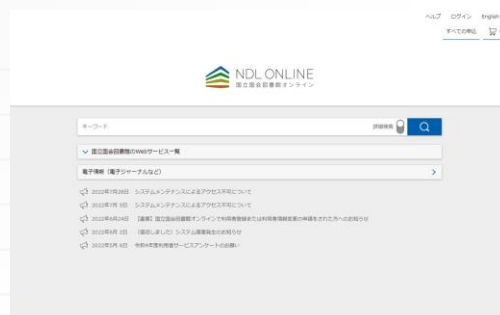 ヘルプ ログイン English
すべての申込
NDL ONLINE
国立国会図書館オンライン
キーワード 詳細検索
国立国会図書館のWebサービス一覧
電子情報（電子ジャーナルなど）
2022年7月28日 システムメンテナンスによるアクセス不可について
2022年7月 5日 システムメンテナンスによるアクセス不可について
2022年6月24日 【重要】国立国会図書館オンラインで利用者登録または利用者情報変更の申請をされた方へのお知らせ
2022年6月 2日 （復旧しました）システム障害発生のお知らせ
2022年5月 6日 令和4年度利用者サービスアンケートのお願い